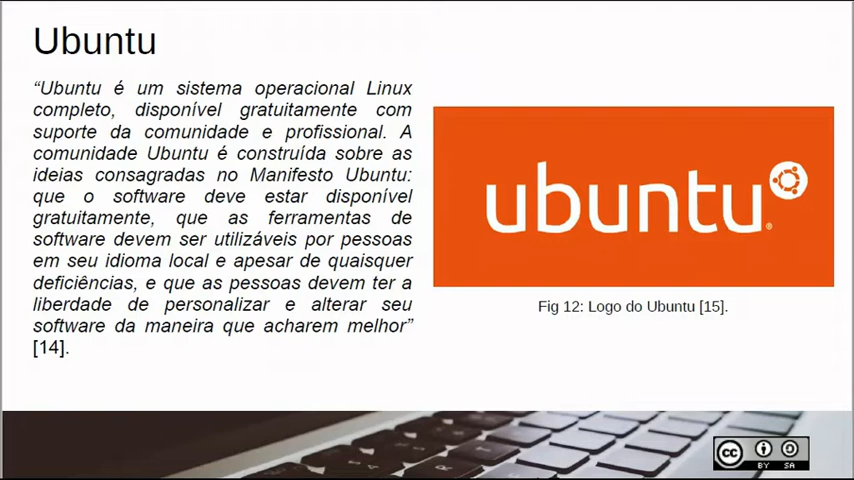 Ubuntu
“Ubuntu é um sistema operacional Linux
completo, disponível gratuitamente com
suporte da comunidade e profissional. A
comunidade Ubuntu é construída sobre as
ideias consagradas no Manifesto Ubuntu:
que o software deve estar disponível
gratuitamente, que as ferramentas de
software devem ser utilizáveis por pessoas
em seu idioma local e apesar de quaisquer
deficiências, e que as pessoas devem ter a
liberdade de personalizar e alterar seu
software da maneira que acharem melhor”
[14].
ubuntu®
Fig 12: Logo do Ubuntu [15].
cc BY SA